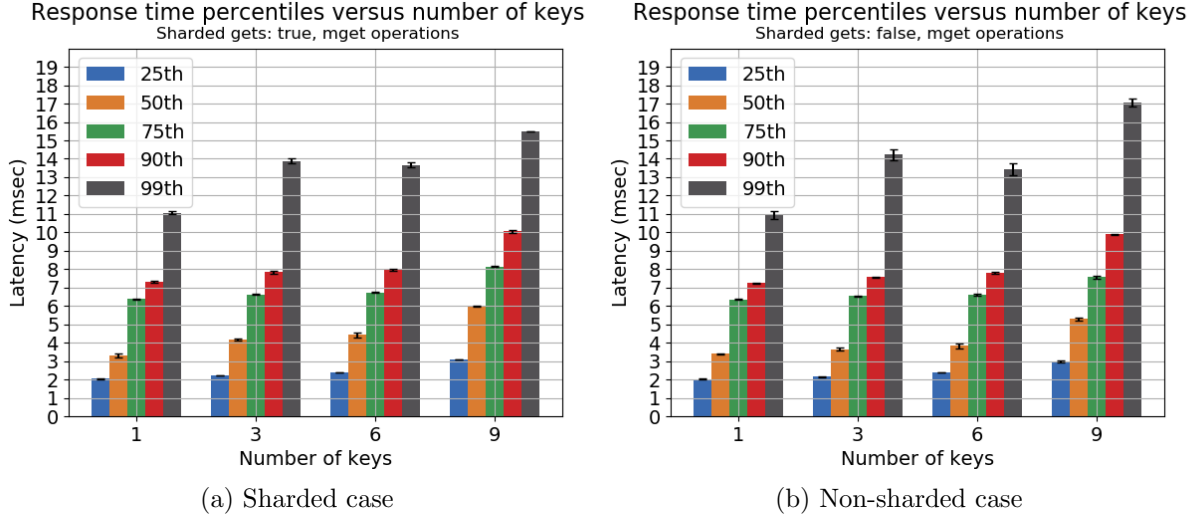 Response time percentiles versus number of keys
Sharded gets: true, mget operations
19
18
17
16
15
14
13
12
11
10
9
8
7
6
5
4
3
2
1
0
Latency (msec)
25th
50th
75th
90th
99th
1 3 6 9
Number of keys
(a) Sharded case
Response time percentiles versus number of keys
Sharded gets: false, mget operations
19
18
17
16
15
14
13
12
11
10
9
8
7
6
5
4
3
2
1
0
Latency (msec)
25th
50th
75th
90th
99th
1 3 6 9
Number of keys
(b) Non-sharded case